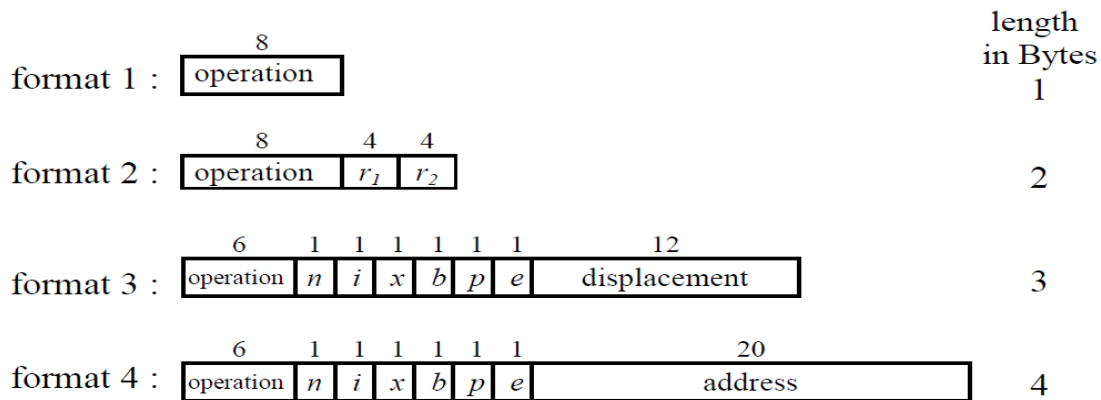 length
in Bytes
8
format 1 : operation 1
8 4 4
format 2 : operation r1 r2 2
6 1 1 1 1 1 1 12
format 3 : operation n i x b p e displacement 3
6 1 1 1 1 1 1 20
format 4 : operation n i x b p e address 4